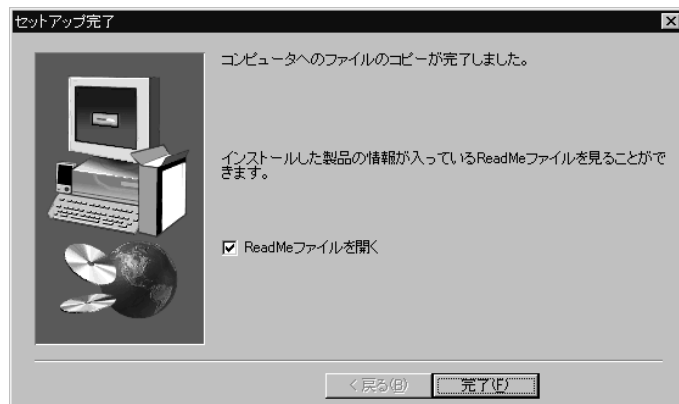 セットアップ完了
コンピュータへのファイルのコピーが完了しました。
インストールした製品の情報が入っているReadMeファイルを見ることがで
きます。
ReadMeファイルを開く
< 戻る(B)
完了(F)